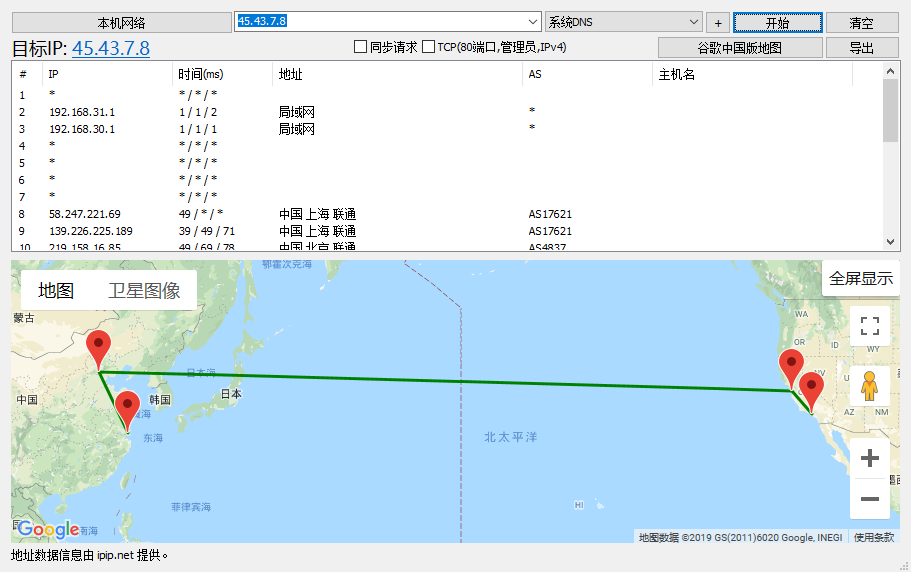 本机网络 45.43.7.8 系统DNS + 开始 清空
目标IP: 45.43.7.8 同步请求 TCP(80端口,管理员,IPv4) 谷歌中国版地图 导出
# IP 时间(ms) 地址 AS 主机名
1 * * / * / *
2 192.168.31.1 1 / 1 / 2 局域网 *
3 192.168.30.1 1 / 1 / 1 局域网 *
4 * * / * / *
5 * * / * / *
6 * * / * / *
7 * * / * / *
8 58.247.221.69 49 / * / * 中国 上海 联通 AS17621
9 139.226.225.189 39 / 49 / 71 中国 上海 联通 AS17621
10 219.158.16.85 49 / 69 / 78 中国 北京 联通 AS4837
鄂霍次克海
地图 卫星图像 全屏显示
蒙古 WA
OR ID WY
日本海 NV U
中国 韩国 日本 AZ NM
黄海
东海 北太平洋
菲律宾海 HI
Google 南海
地图数据 ©2019 GS(2011)6020 Google, INEGI 使用条款
地址数据信息由 ipip.net 提供。